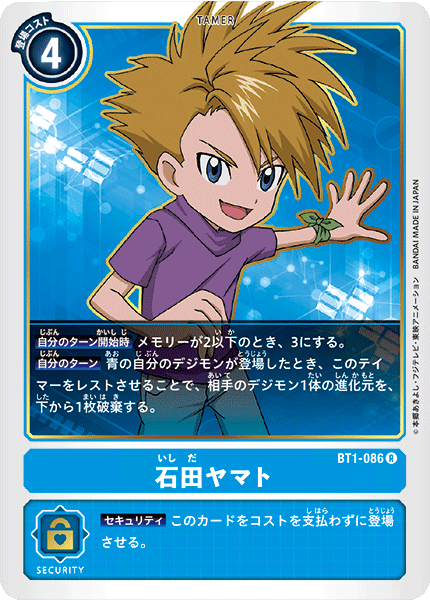 TAMER
登場コスト
4
自分のターン開始時 メモリーが2以下のとき、3にする。
自分のターン 青の自分のデジモンが登場したとき、このテイ
マーをレストさせることで、相手のデジモン1体の進化元を、
下から1枚破棄する。
©本郷あきよし・フジテレビ・東映アニメーション BANDAI MADE IN JAPAN
BT1-086 R
いし だ
石田ヤマト
セキュリティ このカードをコストを支払わずに登場
させる。
SECURITY